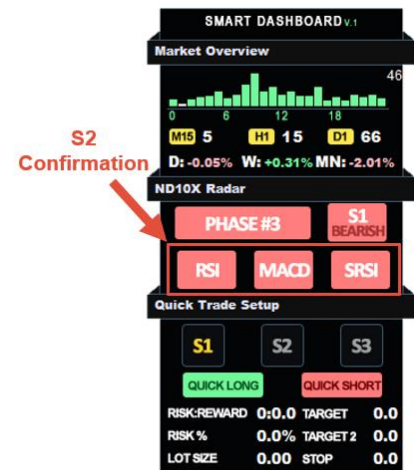 SMART DASHBOARD v.1
Market Overview
46
0 6 12 18
M15 5 H1 15 D1 66
D: -0.05% W: +0.31% MN: -2.01%
S2
Confirmation
ND10X Radar
PHASE #3 S1
BEARISH
RSI MACD SRSI
Quick Trade Setup
S1 S2 S3
QUICK LONG QUICK SHORT
RISK:REWARD 0:0.0 TARGET 0.0
RISK % 0.0% TARGET 2 0.0
LOT SIZE 0.00 STOP 0.0